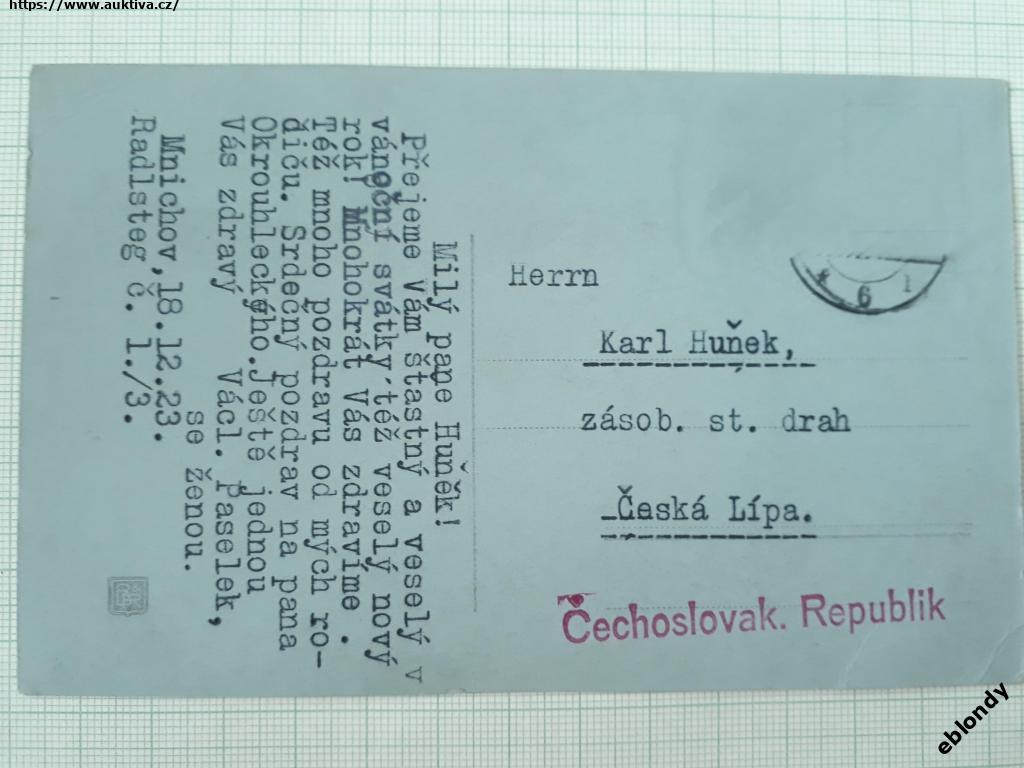 https://www.auktiva.cz/
Milý pane Huněk!
Přejeme Vám šťastný a veselý v
vánoční svátky,též veselý nový
rok! Mnohokrát Vás zdravíme .
Též mnoho pozdravu od mých ro-
dičů. Srdečný pozdrav na pana
Okrouhleckého.Ještě jednou
Vás zdravý Václ. Paselek,
se ženou.
Mnichov,18.12.23.
Radlsteg č. 1./3.
Herrn
Karl Huňek,
zásob. st. drah
Česká Lípa.
Čechoslovak. Republik
* 6 1
eblondy